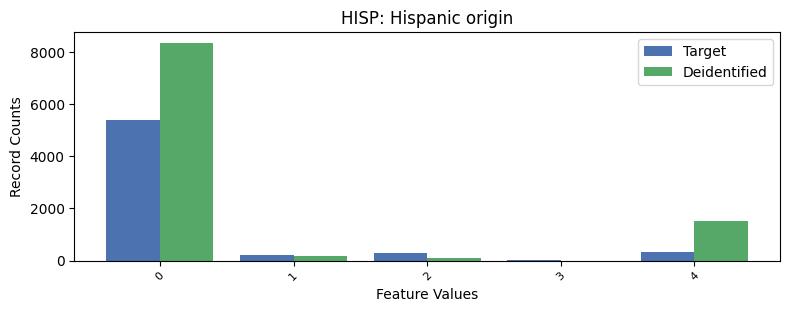 HISP: Hispanic origin
Target
Deidentified
8000
6000
4000
2000
0
Record Counts
0
1
2
3
4
Feature Values